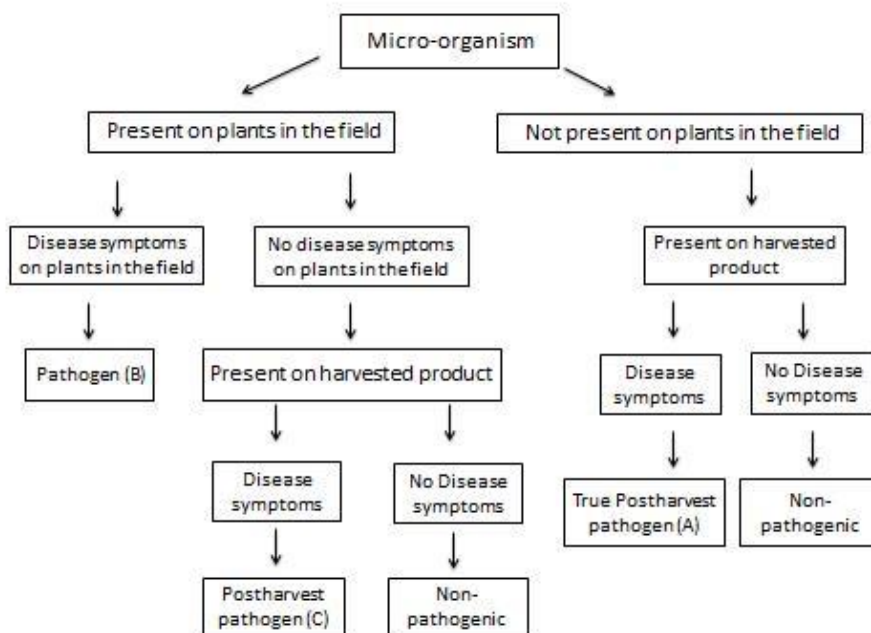 Micro-organism
Present on plants in the field
Not present on plants in the field
Disease symptoms
on plants in the field
No disease symptoms
on plants in the field
Present on harvested
product
Pathogen (B)
Present on harvested product
Disease
symptoms
No Disease
symptoms
Disease
symptoms
No Disease
symptoms
True Postharvest
pathogen (A)
Non-
pathogenic
Postharvest
pathogen (C)
Non-
pathogenic